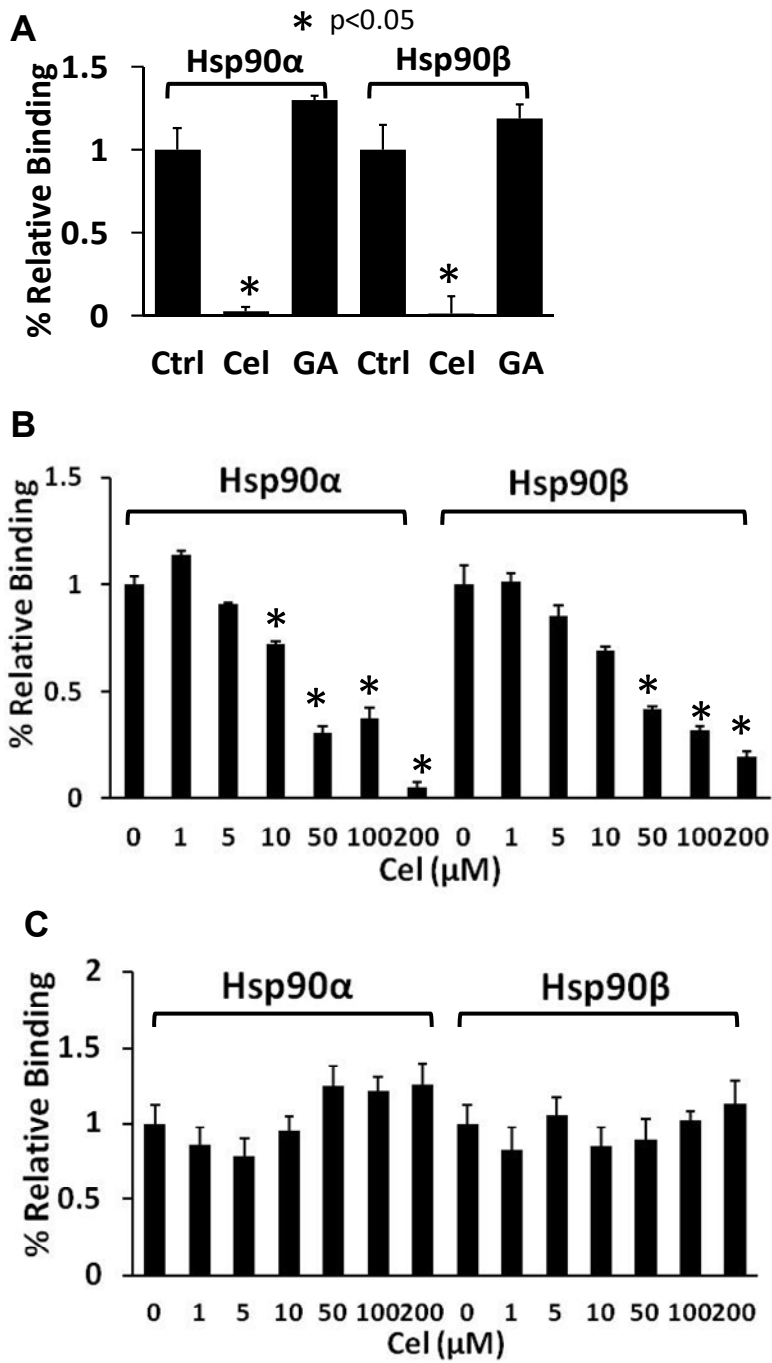 A
* p<0.05
Hsp90α Hsp90β
% Relative Binding
1.5
1
0.5
0
* *
Ctrl Cel GA Ctrl Cel GA
B
Hsp90α Hsp90β
% Relative Binding
1.5
1
0.5
0
* * * * * * *
0 1 5 10 50 100200 0 1 5 10 50 100200
Cel (µM)
C
Hsp90α Hsp90β
% Relative Binding
2
1.5
1
0.5
0
0 1 5 10 50 100200 0 1 5 10 50 100200
Cel (µM)